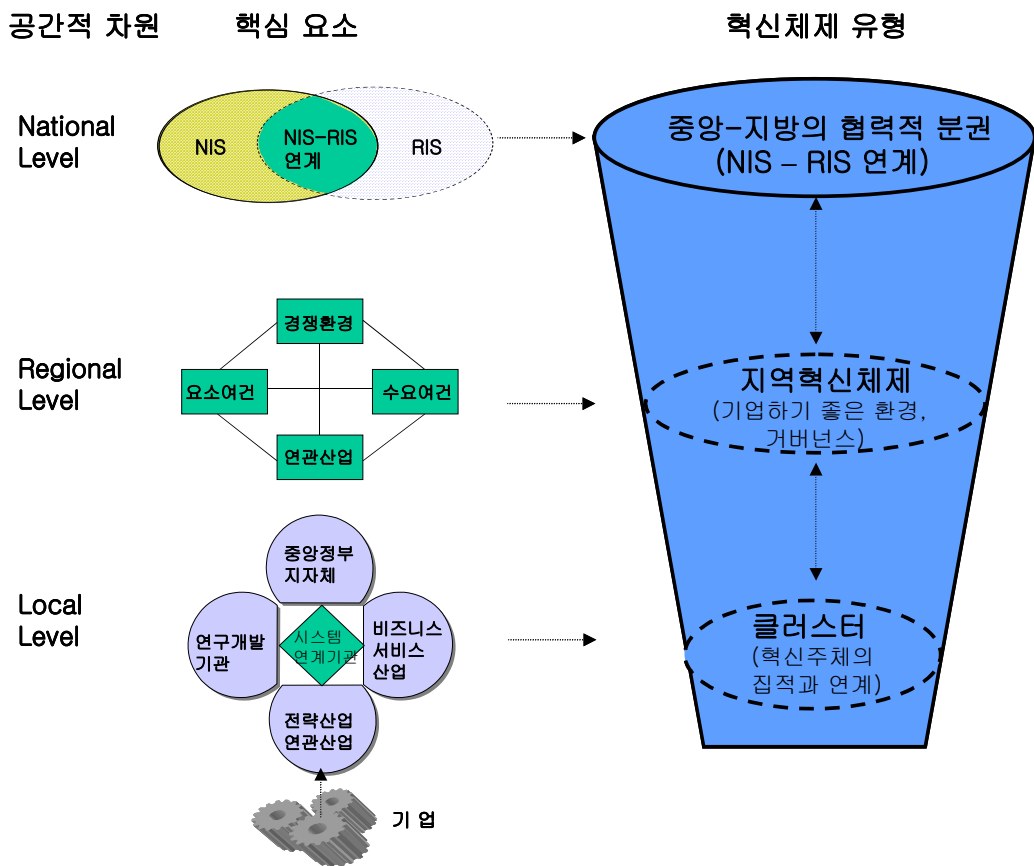 공간적 차원
핵심 요소
혁신체제 유형
National
Level
NIS
NIS-RIS
연계
RIS
중앙-지방의 협력적 분권
(NIS – RIS 연계)
Regional
Level
경쟁환경
요소여건
수요여건
연관산업
지역혁신체제
(기업하기 좋은 환경,
거버넌스)
Local
Level
중앙정부
지자체
연구개발
기관
시스템
연계기관
비즈니스
서비스
산업
전략산업
연관산업
클러스터
(혁신주체의
집적과 연계)
기 업